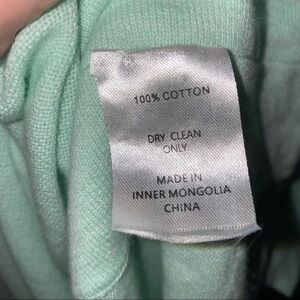 100% COTTON
DRY CLEAN
ONLY
MADE IN
INNER MONGOLIA
CHINA